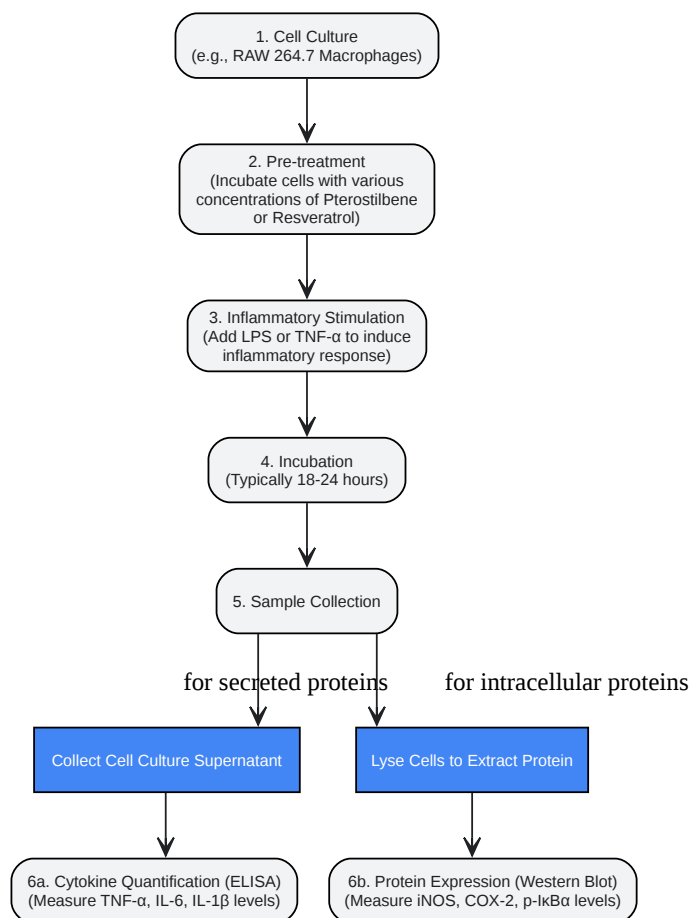 1. Cell Culture
(e.g., RAW 264.7 Macrophages)
2. Pre-treatment
(Incubate cells with various
concentrations of Pterostilbene
or Resveratrol)
3. Inflammatory Stimulation
(Add LPS or TNF-α to induce
inflammatory response)
4. Incubation
(Typically 18-24 hours)
5. Sample Collection
for secreted proteins
for intracellular proteins
Collect Cell Culture Supernatant
Lyse Cells to Extract Protein
6a. Cytokine Quantification (ELISA)
(Measure TNF-α, IL-6, IL-1β levels)
6b. Protein Expression (Western Blot)
(Measure iNOS, COX-2, p-IκBα levels)